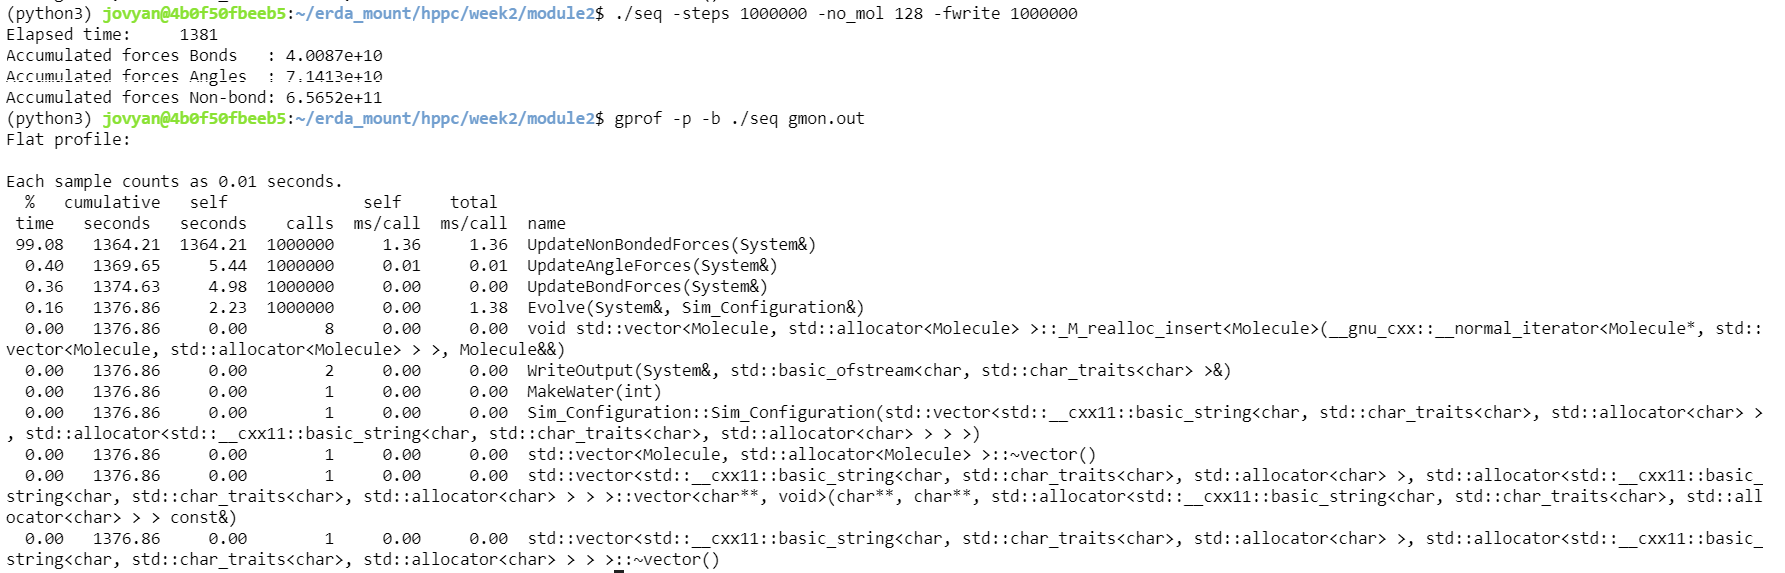 (python3) jovyan@4b0f50fbeeb5:~/erda_mount/hppc/week2/module2$ ./seq -steps 1000000 -no_mol 128 -fwrite 1000000
Elapsed time:     1381
Accumulated forces Bonds   : 4.0087e+10
Accumulated forces Angles  : 7.1413e+10
Accumulated forces Non-bond: 6.5652e+11
(python3) jovyan@4b0f50fbeeb5:~/erda_mount/hppc/week2/module2$ gprof -p -b ./seq gmon.out
Flat profile:

Each sample counts as 0.01 seconds.
  %   cumulative   self              self     total
 time   seconds   seconds    calls  ms/call  ms/call  name
 99.08   1364.21  1364.21  1000000     1.36     1.36  UpdateNonBondedForces(System&)
  0.40   1369.65     5.44  1000000     0.01     0.01  UpdateAngleForces(System&)
  0.36   1374.63     4.98  1000000     0.00     0.00  UpdateBondForces(System&)
  0.16   1376.86     2.23  1000000     0.00     1.38  Evolve(System&, Sim_Configuration&)
  0.00   1376.86     0.00        8     0.00     0.00  void std::vector<Molecule, std::allocator<Molecule> >::_M_realloc_insert<Molecule>(__gnu_cxx::__normal_iterator<Molecule*, std::
vector<Molecule, std::allocator<Molecule> > >, Molecule&&)
  0.00   1376.86     0.00        2     0.00     0.00  WriteOutput(System&, std::basic_ofstream<char, std::char_traits<char> >&)
  0.00   1376.86     0.00        1     0.00     0.00  MakeWater(int)
  0.00   1376.86     0.00        1     0.00     0.00  Sim_Configuration::Sim_Configuration(std::vector<std::__cxx11::basic_string<char, std::char_traits<char>, std::allocator<char> >
, std::allocator<std::__cxx11::basic_string<char, std::char_traits<char>, std::allocator<char> > > >)
  0.00   1376.86     0.00        1     0.00     0.00  std::vector<Molecule, std::allocator<Molecule> >::~vector()
  0.00   1376.86     0.00        1     0.00     0.00  std::vector<std::__cxx11::basic_string<char, std::char_traits<char>, std::allocator<char> >, std::allocator<std::__cxx11::basic_
string<char, std::char_traits<char>, std::allocator<char> > > >::vector<char**, void>(char**, char**, std::allocator<std::__cxx11::basic_string<char, std::char_traits<char>, std::all
ocator<char> > > const&)
  0.00   1376.86     0.00        1     0.00     0.00  std::vector<std::__cxx11::basic_string<char, std::char_traits<char>, std::allocator<char> >, std::allocator<std::__cxx11::basic_
string<char, std::char_traits<char>, std::allocator<char> > > >::~vector()